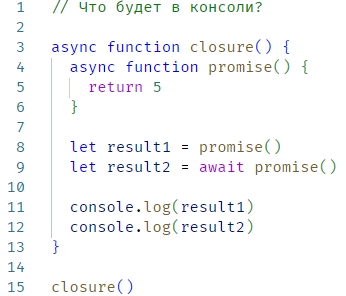 1 // Что будет в консоли?
2
3 async function closure() {
4   async function promise() {
5     return 5
6   }
7
8   let result1 = promise()
9   let result2 = await promise()
10
11   console.log(result1)
12   console.log(result2)
13 }
14
15 closure()